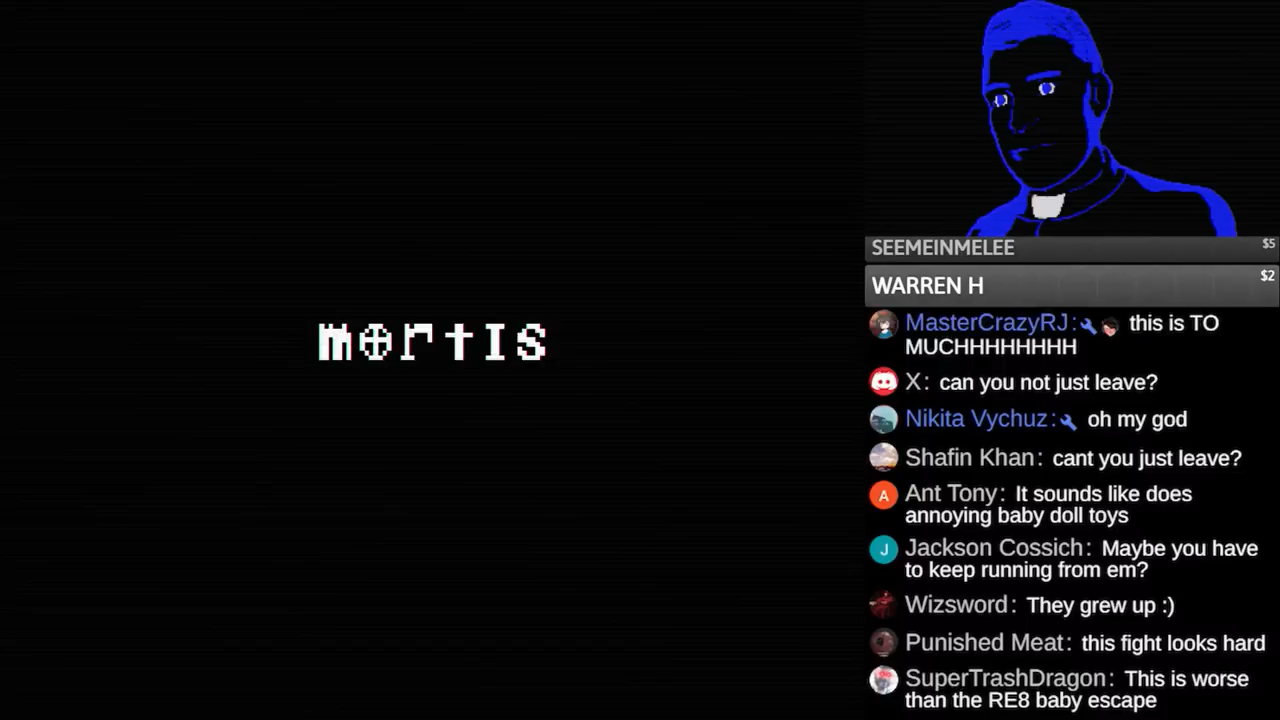 mortIs
SEEMEINMELEE $5
WARREN H $2
MasterCrazyRJ: this is TO
MUCHHHHHHHH
X: can you not just leave?
Nikita Vychuz: oh my god
Shafin Khan: cant you just leave?
A Ant Tony: It sounds like does
annoying baby doll toys
J Jackson Cossich: Maybe you have
to keep running from em?
Wizsword: They grew up :)
Punished Meat: this fight looks hard
SuperTrashDragon: This is worse
than the RE8 baby escape